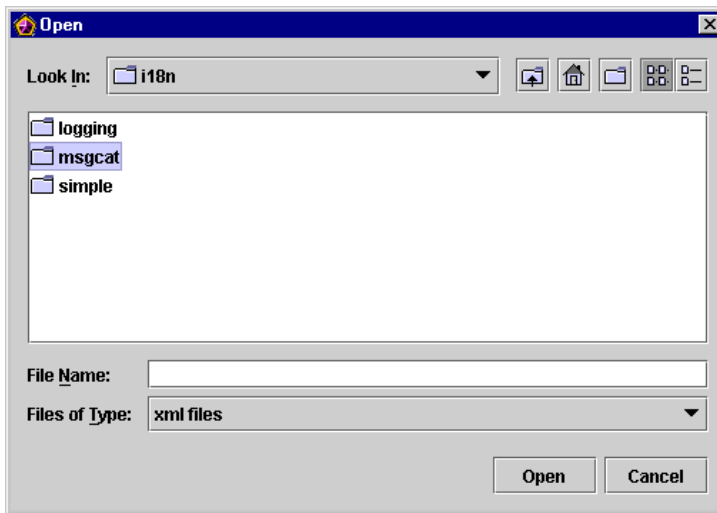 Open
Look In: i18n
logging
msgcat
simple
File Name:
Files of Type: xml files
Open Cancel